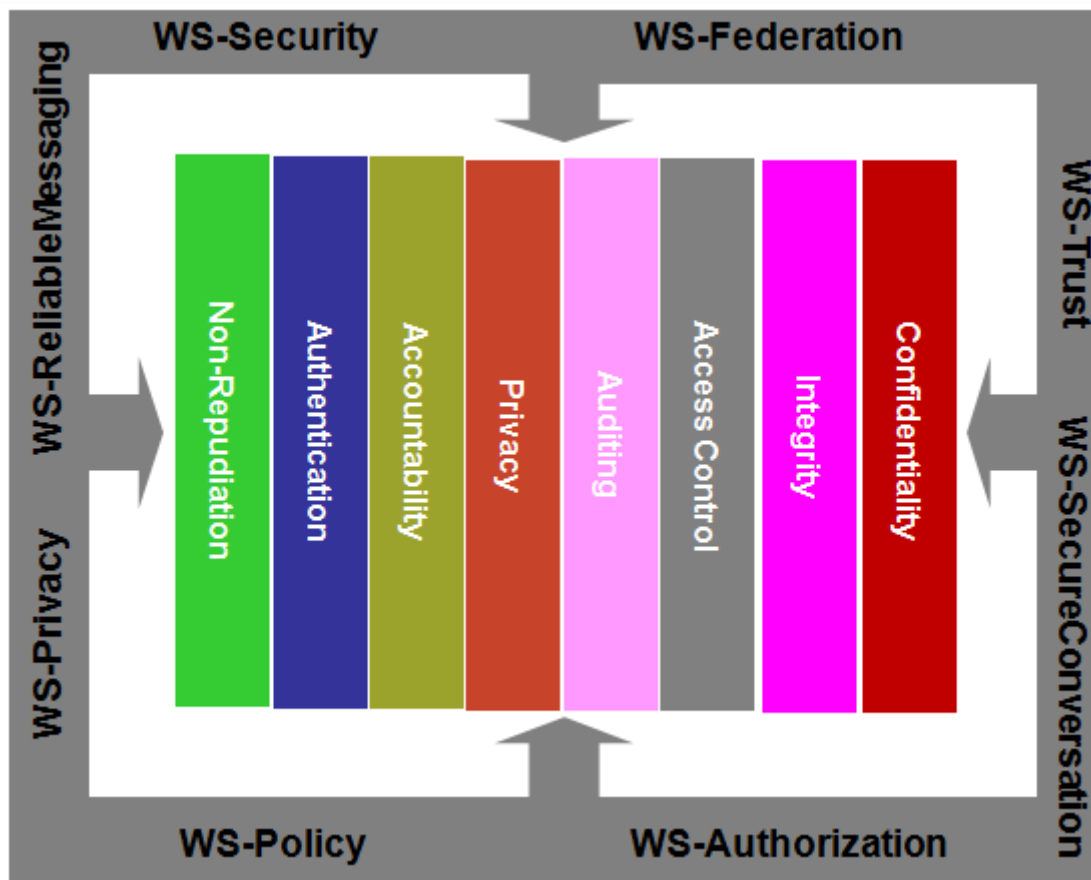 WS-Security
WS-Federation
WS-ReliableMessaging
WS-Privacy
Non-Repudiation
Authentication
Accountability
Privacy
Auditing
Access Control
Integrity
Confidentiality
WS-Trust
WS-SecureConversation
WS-Policy
WS-Authorization